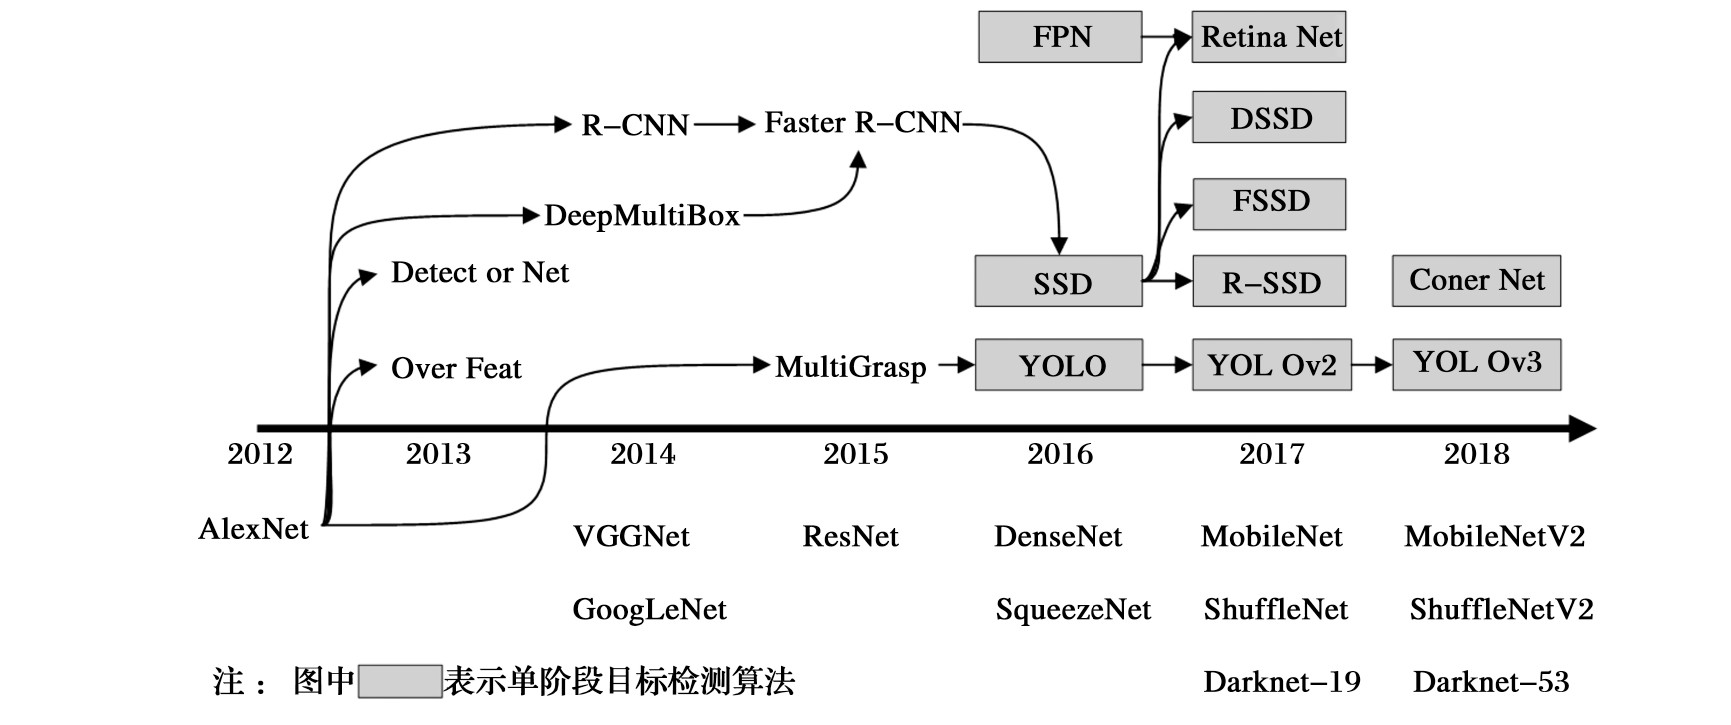 FPN Retina Net
DSSD
R-CNN Faster R-CNN
FSSD
DeepMultiBox
Detect or Net SSD R-SSD Coner Net
Over Feat MultiGrasp YOLO YOL Ov2 YOL Ov3
2012 2013 2014 2015 2016 2017 2018
AlexNet VGGNet ResNet DenseNet MobileNet MobileNetV2
GoogLeNet SqueezeNet ShuffleNet ShuffleNetV2
注： 图中 表示单阶段目标检测算法 Darknet-19 Darknet-53